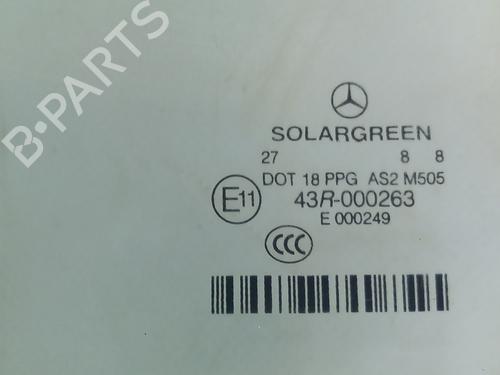 B-PARTS
SOLARGREEN
27 8 8
DOT 18 PPG AS2 M505
E11 43R-000263
E 000249
CCC